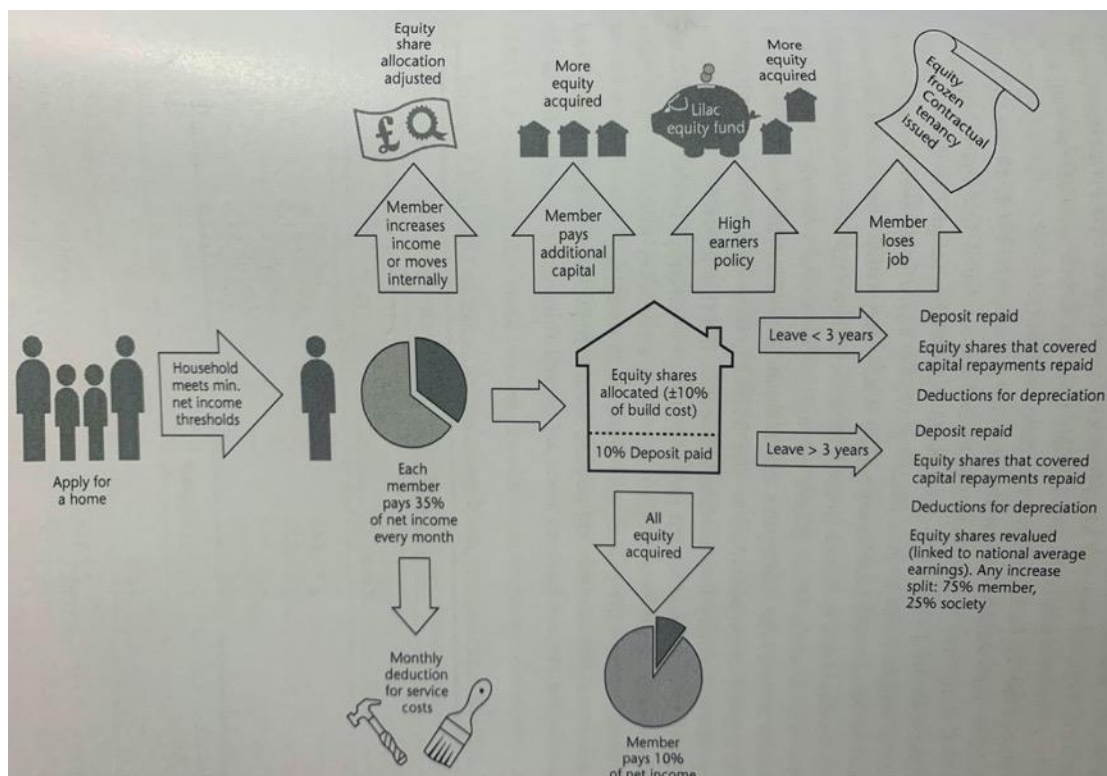 Equity
share
allocation
adjusted
£
More
equity
acquired
Lilac
equity fund
More
equity
acquired
Equity
frozen
Contractual
tenancy
issued
Member
increases
income
or moves
internally
Member
pays
additional
capital
High
earners
policy
Member
loses
job
Apply for
a home
Household
meets min.
net income
thresholds
Each
member
pays 35%
of net income
every month
Equity shares
allocated (±10%
of build cost)
10% Deposit paid
Leave < 3 years
Deposit repaid
Equity shares that covered
capital repayments repaid
Deductions for depreciation
Leave > 3 years
Deposit repaid
Equity shares that covered
capital repayments repaid
Deductions for depreciation
Equity shares revalued
(linked to national average
earnings). Any increase
split: 75% member,
25% society
Monthly
deduction
for service
costs
All
equity
acquired
Member
pays 10%
of net income